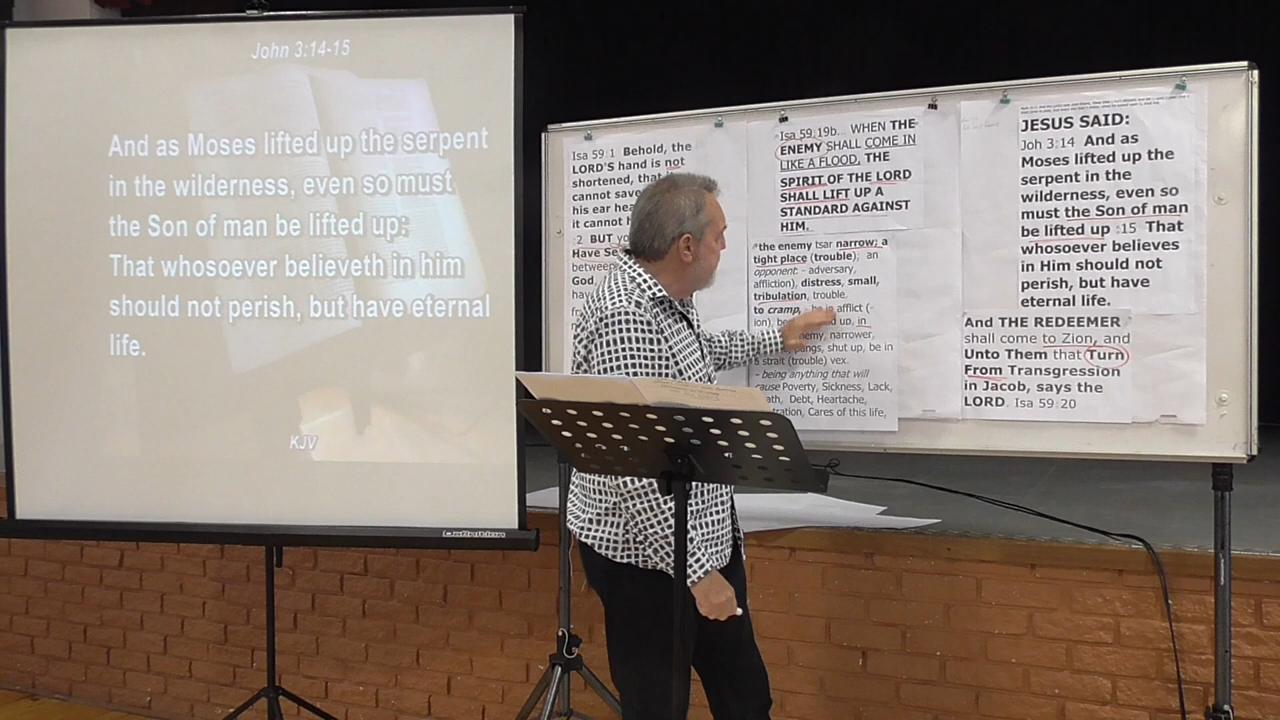 John 3:14-15
And as Moses lifted up the serpent
in the wilderness, even so must
the Son of man be lifted up:
That whosoever believeth in him
should not perish, but have eternal
life.
KJV
Isa 59 1 Behold, the
LORD'S hand is not
shortened, that
cannot save
his ear
it cannot
2 BUT
Have
between
God,
Isa 59:19b... WHEN THE
ENEMY SHALL COME IN
LIKE A FLOOD, THE
SPIRIT OF THE LORD
SHALL LIFT UP A
STANDARD AGAINST
HIM.
the enemy tsar narrow; a
tight place (trouble); an
opponent: - adversary,
affliction), distress, small,
tribulation, trouble.
to cramp, afflict (-
ion), up, in
narrower,
pangs, shut up, be in
a strait (trouble) vex.
- being anything that will
cause Poverty, Sickness, Lack,
Debt, Heartache,
Cares of this life,
JESUS SAID:
Joh 3:14 And as
Moses lifted up the
serpent in the
wilderness, even so
must the Son of man
be lifted up :15 That
whosoever believes
in Him should not
perish, but have
eternal life.
And THE REDEEMER
shall come to Zion, and
Unto Them that Turn
From Transgression
in Jacob, says the
LORD. Isa 59:20